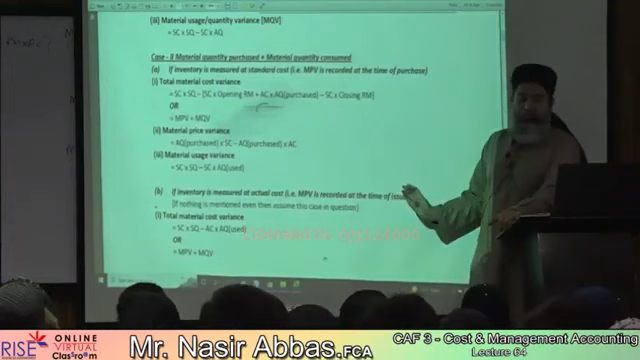 (iii) Material usage/quantity variance [MQV]
= SC x SQ – SC x AQ
Case - II Material quantity purchased ≠ Material quantity consumed
(a) If inventory is measured at standard cost (i.e. MPV is recorded at the time of purchase)
(i) Total material cost variance
= SC x SQ – [SC x Opening RM + AC x AQ(purchased) – SC x Closing RM]
OR
= MPV + MQV
(ii) Material price variance
= AQ(purchased) x SC – AQ(purchased) x AC
(iii) Material usage variance
= SC x SQ – SC x AQ(used)
(b) If inventory is measured at actual cost (i.e. MPV is recorded at the time of issue
[If nothing is mentioned even then assume this case in question]
(i) Total material cost variance
= SC x SQ – AC x AQ(used)
OR
= MPV + MQV
RISE ONLINE VIRTUAL Classroom
Mr. Nasir Abbas.FCA
CAF 3 - Cost & Management Accounting
Lecture 64